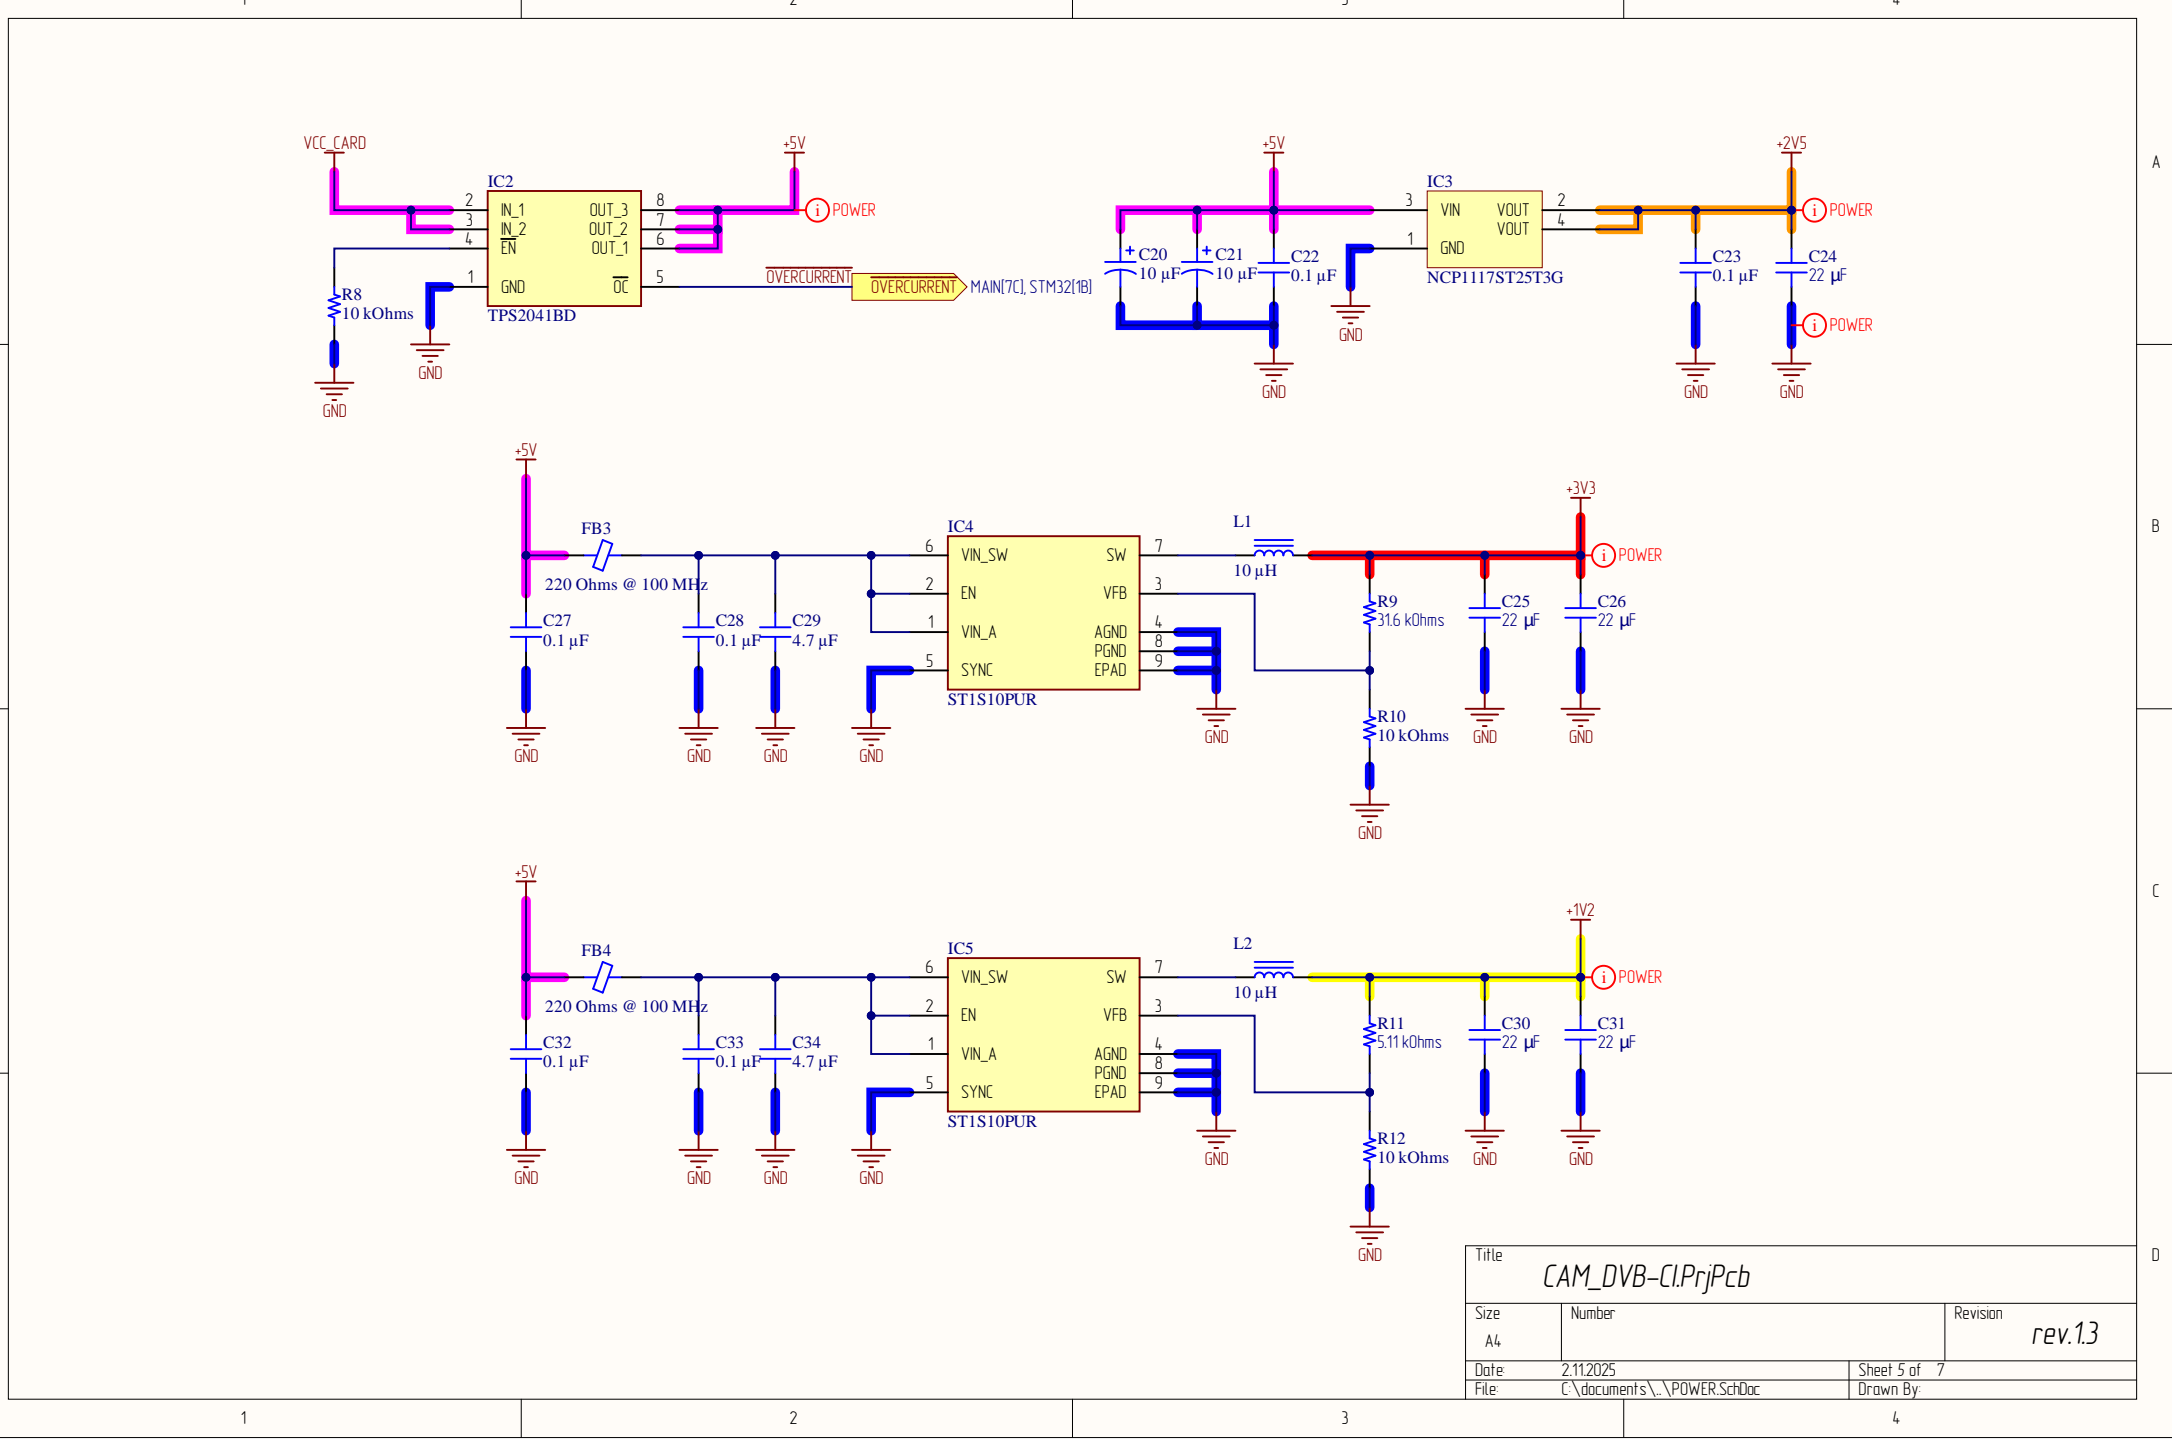 1 2 3 4
A
B
C
D
VCC_CARD
IC2
2 IN_1
3 IN_2
4 EN
1 GND
OUT_3 8
OUT_2 7
OUT_1 6
OC 5
TPS2041BD
R8
10 kOhms
GND
GND
+5V
POWER
OVERCURRENT
OVERCURRENT
MAIN[7C], STM32[1B]
+5V
C20
10 µF
C21
10 µF
C22
0.1 µF
GND
GND
IC3
3 VIN
1 GND
VOUT 2
VOUT 4
NCP1117ST25T3G
+2V5
POWER
C23
0.1 µF
C24
22 µF
POWER
GND
GND
+5V
FB3
220 Ohms @ 100 MHz
C27
0.1 µF
C28
0.1 µF
C29
4.7 µF
GND
GND
GND
GND
IC4
6 VIN_SW
2 EN
1 VIN_A
5 SYNC
SW 7
VFB 3
AGND 4
PGND 8
EPAD 9
ST1S10PUR
GND
L1
10 µH
+3V3
POWER
R9
31.6 kOhms
C25
22 µF
C26
22 µF
R10
10 kOhms
GND
GND
GND
+5V
FB4
220 Ohms @ 100 MHz
C32
0.1 µF
C33
0.1 µF
C34
4.7 µF
GND
GND
GND
GND
IC5
6 VIN_SW
2 EN
1 VIN_A
5 SYNC
SW 7
VFB 3
AGND 4
PGND 8
EPAD 9
ST1S10PUR
GND
L2
10 µH
+1V2
POWER
R11
5.11 kOhms
C30
22 µF
C31
22 µF
R12
10 kOhms
GND
GND
GND
Title
CAM_DVB-CI.PrjPcb
Size
A4
Number
Revision
rev.1.3
Date: 2.11.2025
Sheet 5 of 7
File: C:\documents\..\POWER.SchDoc
Drawn By:
1 2 3 4